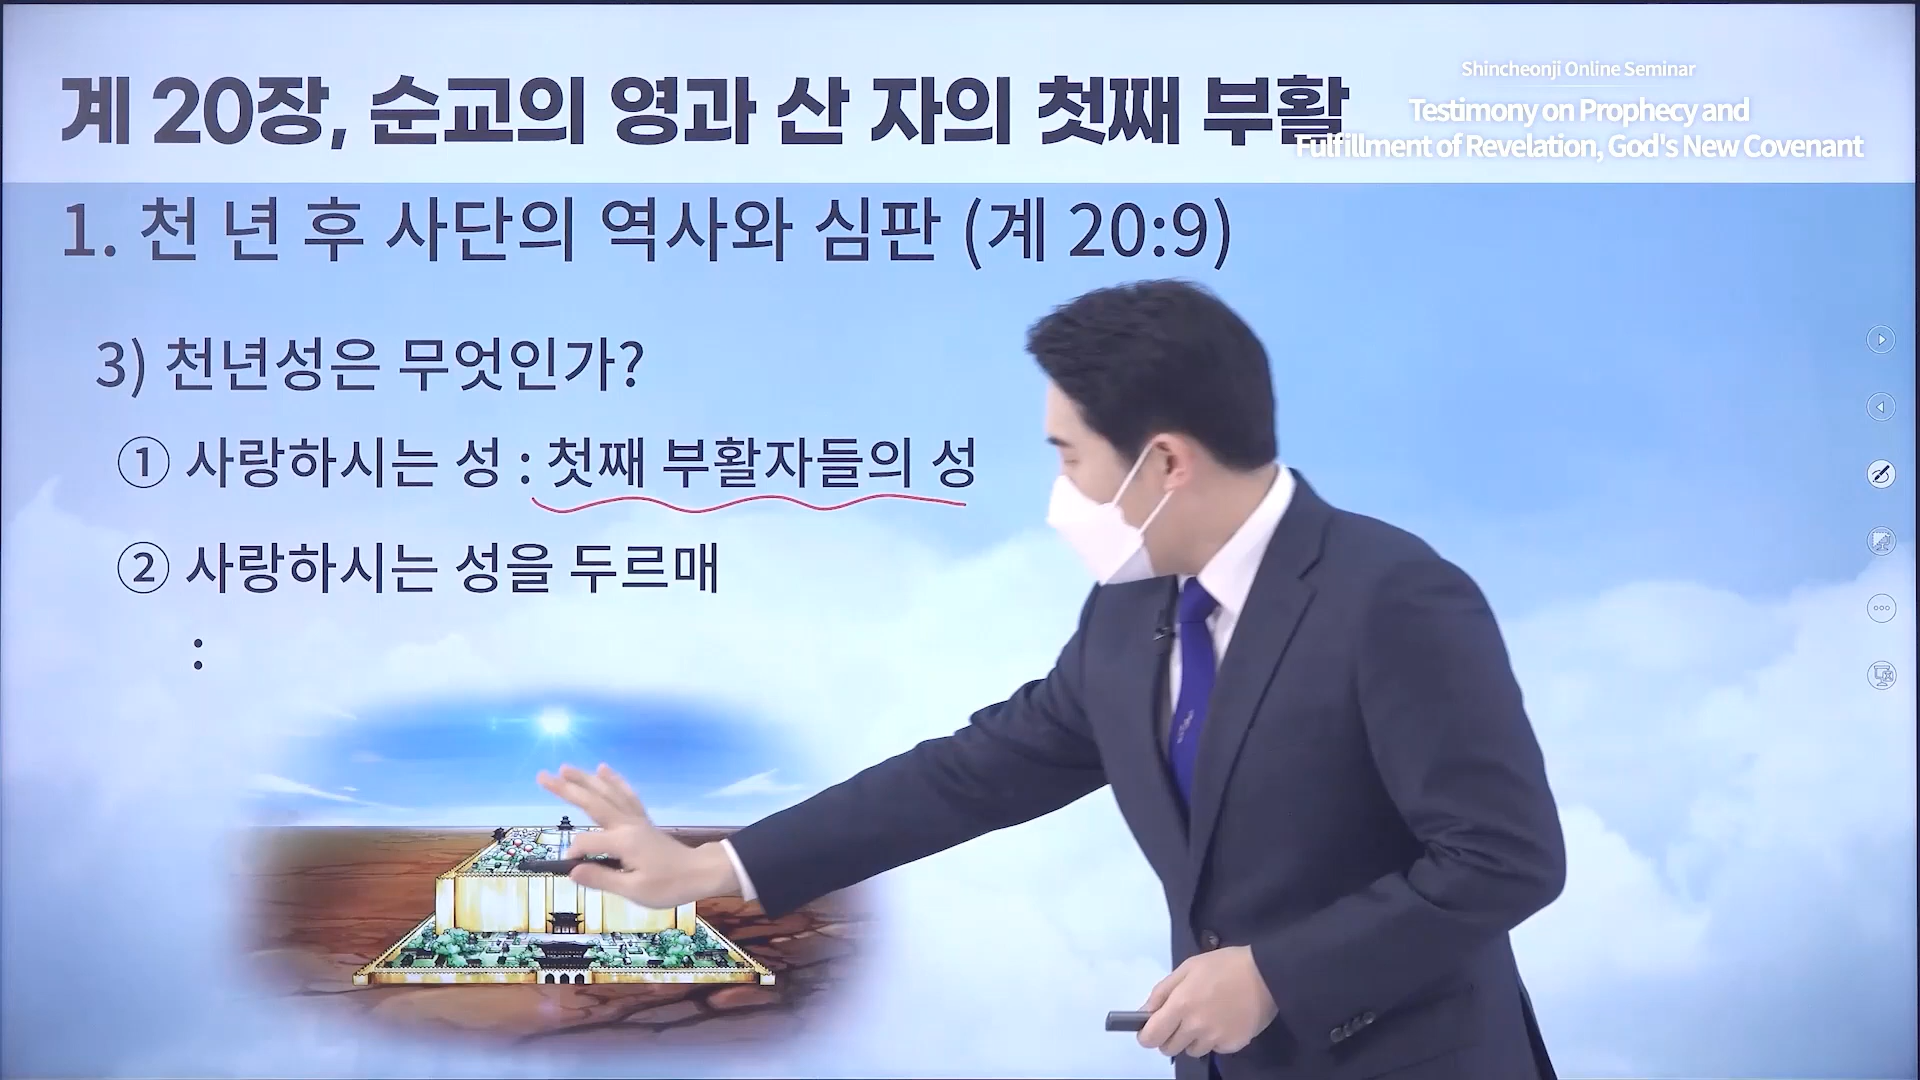 계 20장, 순교의 영과 산 자의 첫째 부활
Shincheonji Online Seminar
Testimony on Prophecy and
Fulfillment of Revelation, God's New Covenant
1. 천 년 후 사단의 역사와 심판 (계 20:9)
3) 천년성은 무엇인가?
① 사랑하시는 성 : 첫째 부활자들의 성
② 사랑하시는 성을 두르매
: